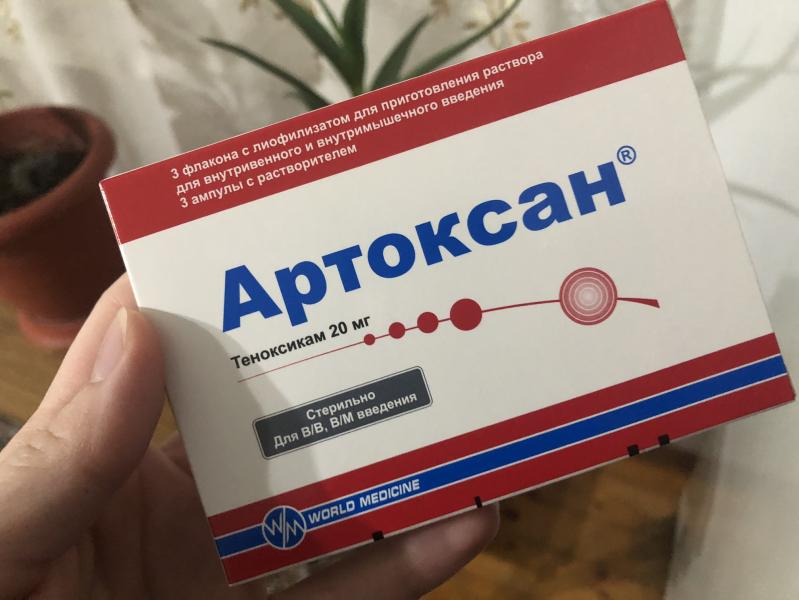 3 флакона с лиофилизатом для приготовления раствора
для внутривенного и внутримышечного введения
3 ампулы с растворителем
Артоксан®
Теноксикам 20 мг
Стерильно
Для В/В, В/М введения
WM WORLD MEDICINE